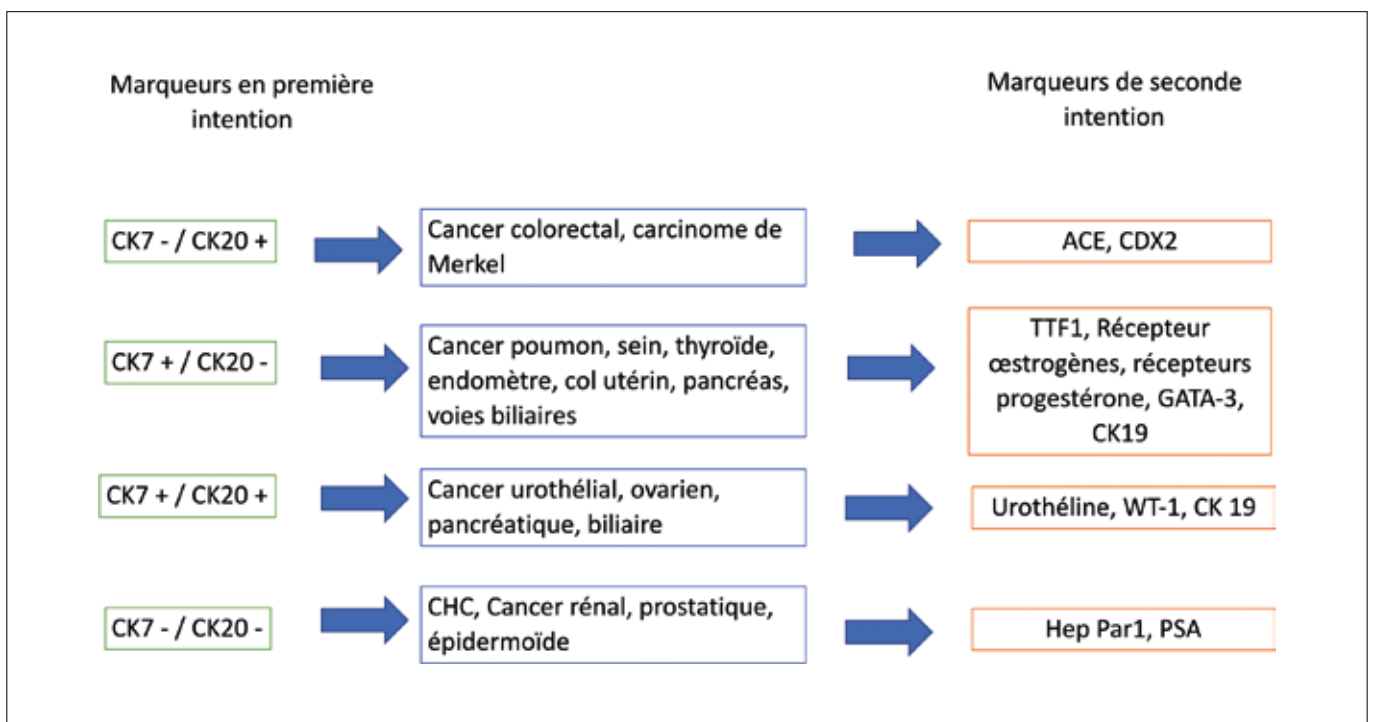 Marqueurs en première
intention
Marqueurs de seconde
intention
CK7 - / CK20 +
Cancer colorectal, carcinome de
Merkel
ACE, CDX2
CK7 + / CK20 -
Cancer poumon, sein, thyroïde,
endomètre, col utérin, pancréas,
voies biliaires
TTF1, Récepteur
œstrogènes, récepteurs
progestérone, GATA-3,
CK19
CK7 + / CK20 +
Cancer urothélial, ovarien,
pancréatique, biliaire
Urothéline, WT-1, CK 19
CK7 - / CK20 -
CHC, Cancer rénal, prostatique,
épidermoïde
Hep Par1, PSA